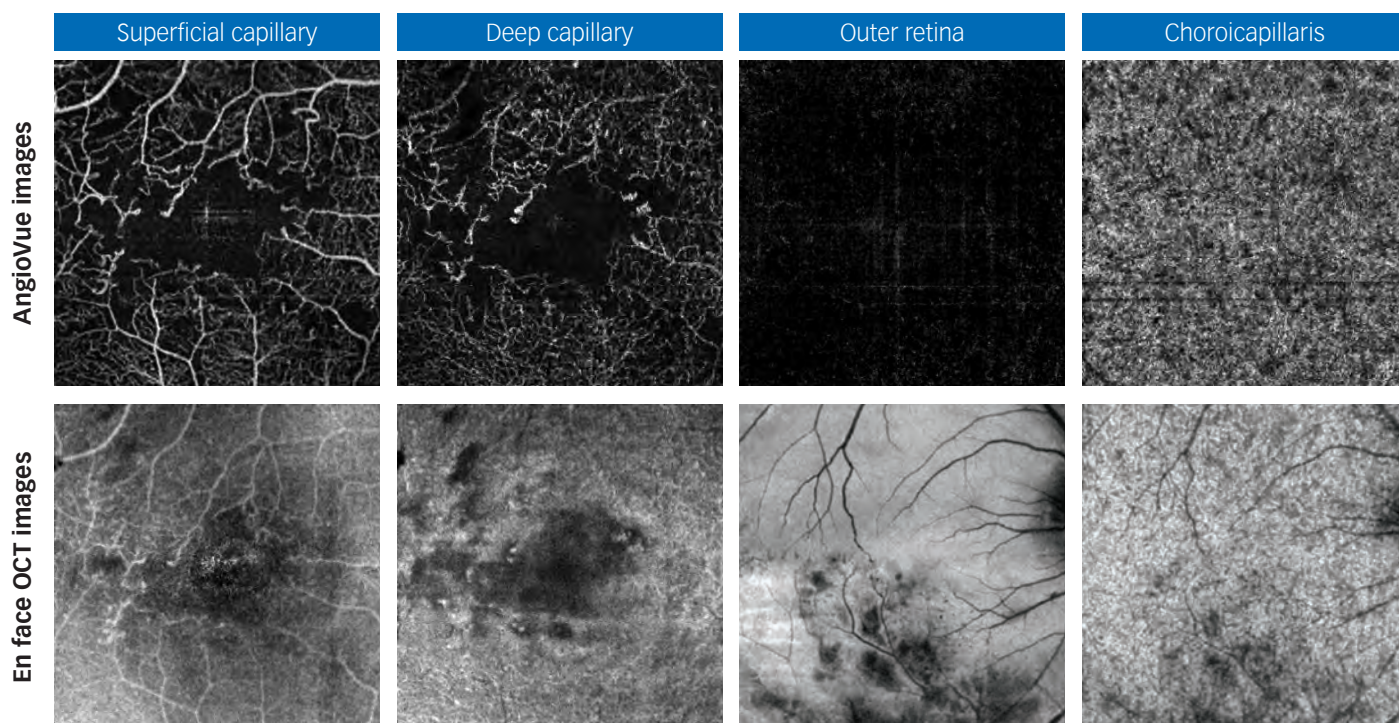 Superficial capillary
Deep capillary
Outer retina
Choroicapillaris
AngioVue images
En face OCT images